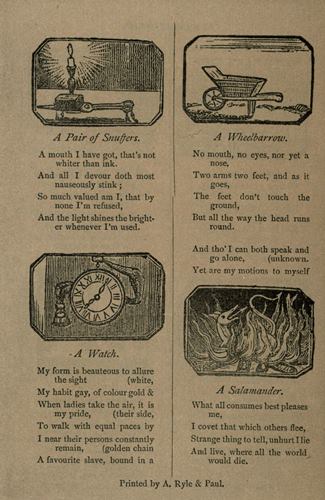 A Pair of Snuffers.
A mouth I have got, that's not
whiter than ink.
And all I devour doth most
nauseously stink;
So much valued am I, that by
none I'm refused,
And the light shines the bright-
er whenever I'm used.
A Watch.
My form is beauteous to allure
the sight (white,
My habit gay, of colour gold &
When ladies take the air, it is
my pride, (their side,
To walk with equal paces by
I near their persons constantly
remain, (golden chain
A favourite slave, bound in a
A Wheelbarrow.
No mouth, no eyes, nor yet a
nose,
Two arms two feet, and as it
goes,
The feet don't touch the
ground,
But all the way the head runs
round.
And tho' I can both speak and
go alone, (unknown.
Yet are my motions to myself
A Salamander.
What all consumes best pleases
me,
I covet that which others flee,
Strange thing to tell, unhurt I lie
And live, where all the world
would die.
Printed by A. Ryle & Paul.